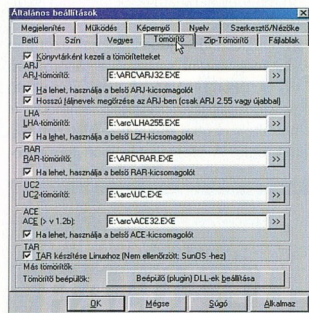 Általános beállítások
Megjelenítés Működés Képernyő Nyelv Szerkesztő/Nézőke
Betű Szín Vegyes Tömörítő Zip-Tömörítő Fájlablak
Könyvtárként kezeli a tömörítetteket
ARJ
ARJ-tömörítő: E:\ARC\ARJ32.EXE >>
Ha lehet, használja a belső ARJ-kicsomagolót
Hosszú fájlnevek megőrzése az ARJ-ben (csak ARJ 2.55 vagy újabbal)
LHA
LHA-tömörítő: E:\arc\LHA255.EXE >>
Ha lehet, használja a belső LZH-kicsomagolót
RAR
RAR-tömörítő: E:\ARC\RAR.EXE >>
Ha lehet, használja a belső RAR-kicsomagolót
UC2
UC2-tömörítő: E:\arc\UC.EXE >>
ACE
ACE (> v 1.2b): E:\arc\ACE32.EXE >>
Ha lehet, használja a belső ACE-kicsomagolót
TAR
TAR készítése Linuxhoz (Nem ellenőrzött: SunOS -hez)
Más tömörítők
Tömörítő beépülők: Beépülő (plugin) DLL-ek beállítása
OK Mégse Súgó Alkalmaz